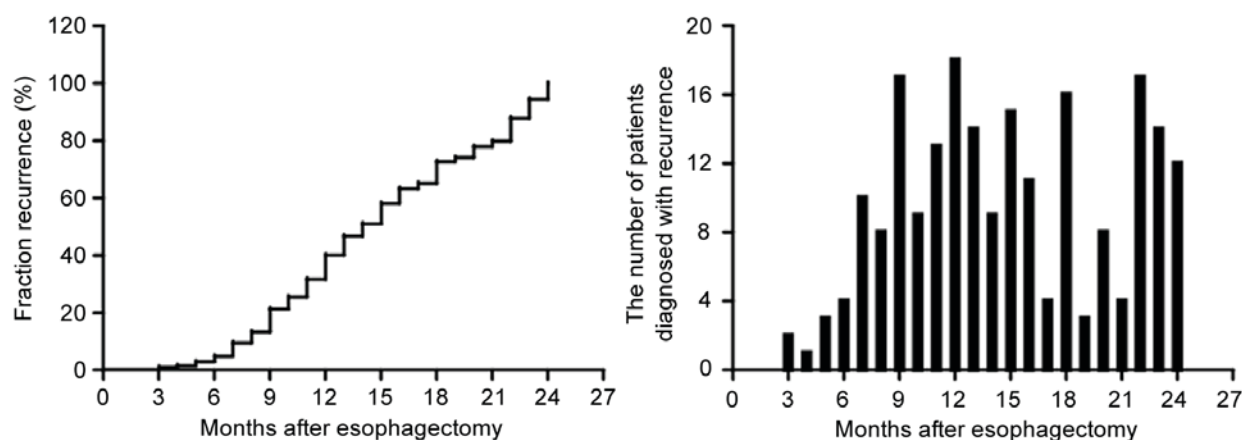 Fraction recurrence (%)
120
100
80
60
40
20
0
0 3 6 9 12 15 18 21 24 27
Months after esophagectomy
The number of patients
diagnosed with recurrence
20
16
12
8
4
0
0 3 6 9 12 15 18 21 24 27
Months after esophagectomy